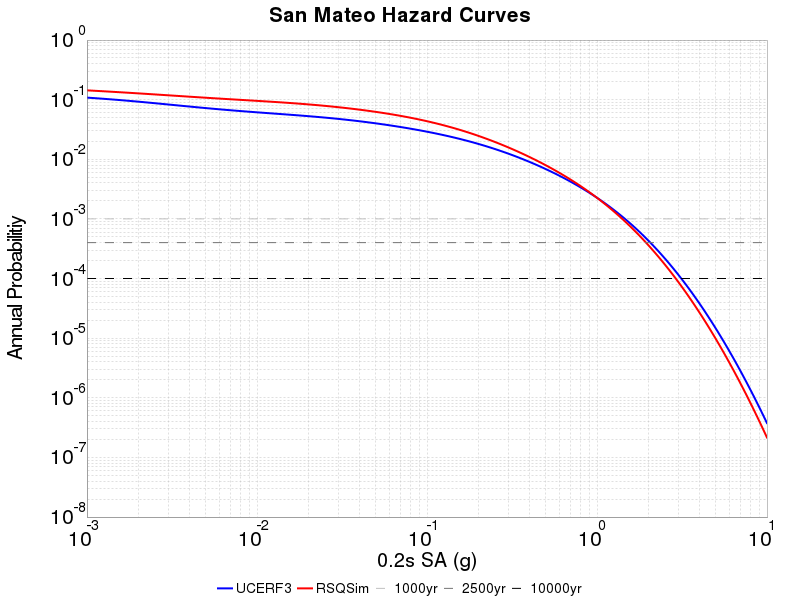 San Mateo Hazard Curves
Annual Probabilitiy
10^0
10^-1
10^-2
10^-3
10^-4
10^-5
10^-6
10^-7
10^-8
10^-3 10^-2 10^-1 10^0 10^1
0.2s SA (g)
UCERF3 RSQSim 1000yr 2500yr 10000yr